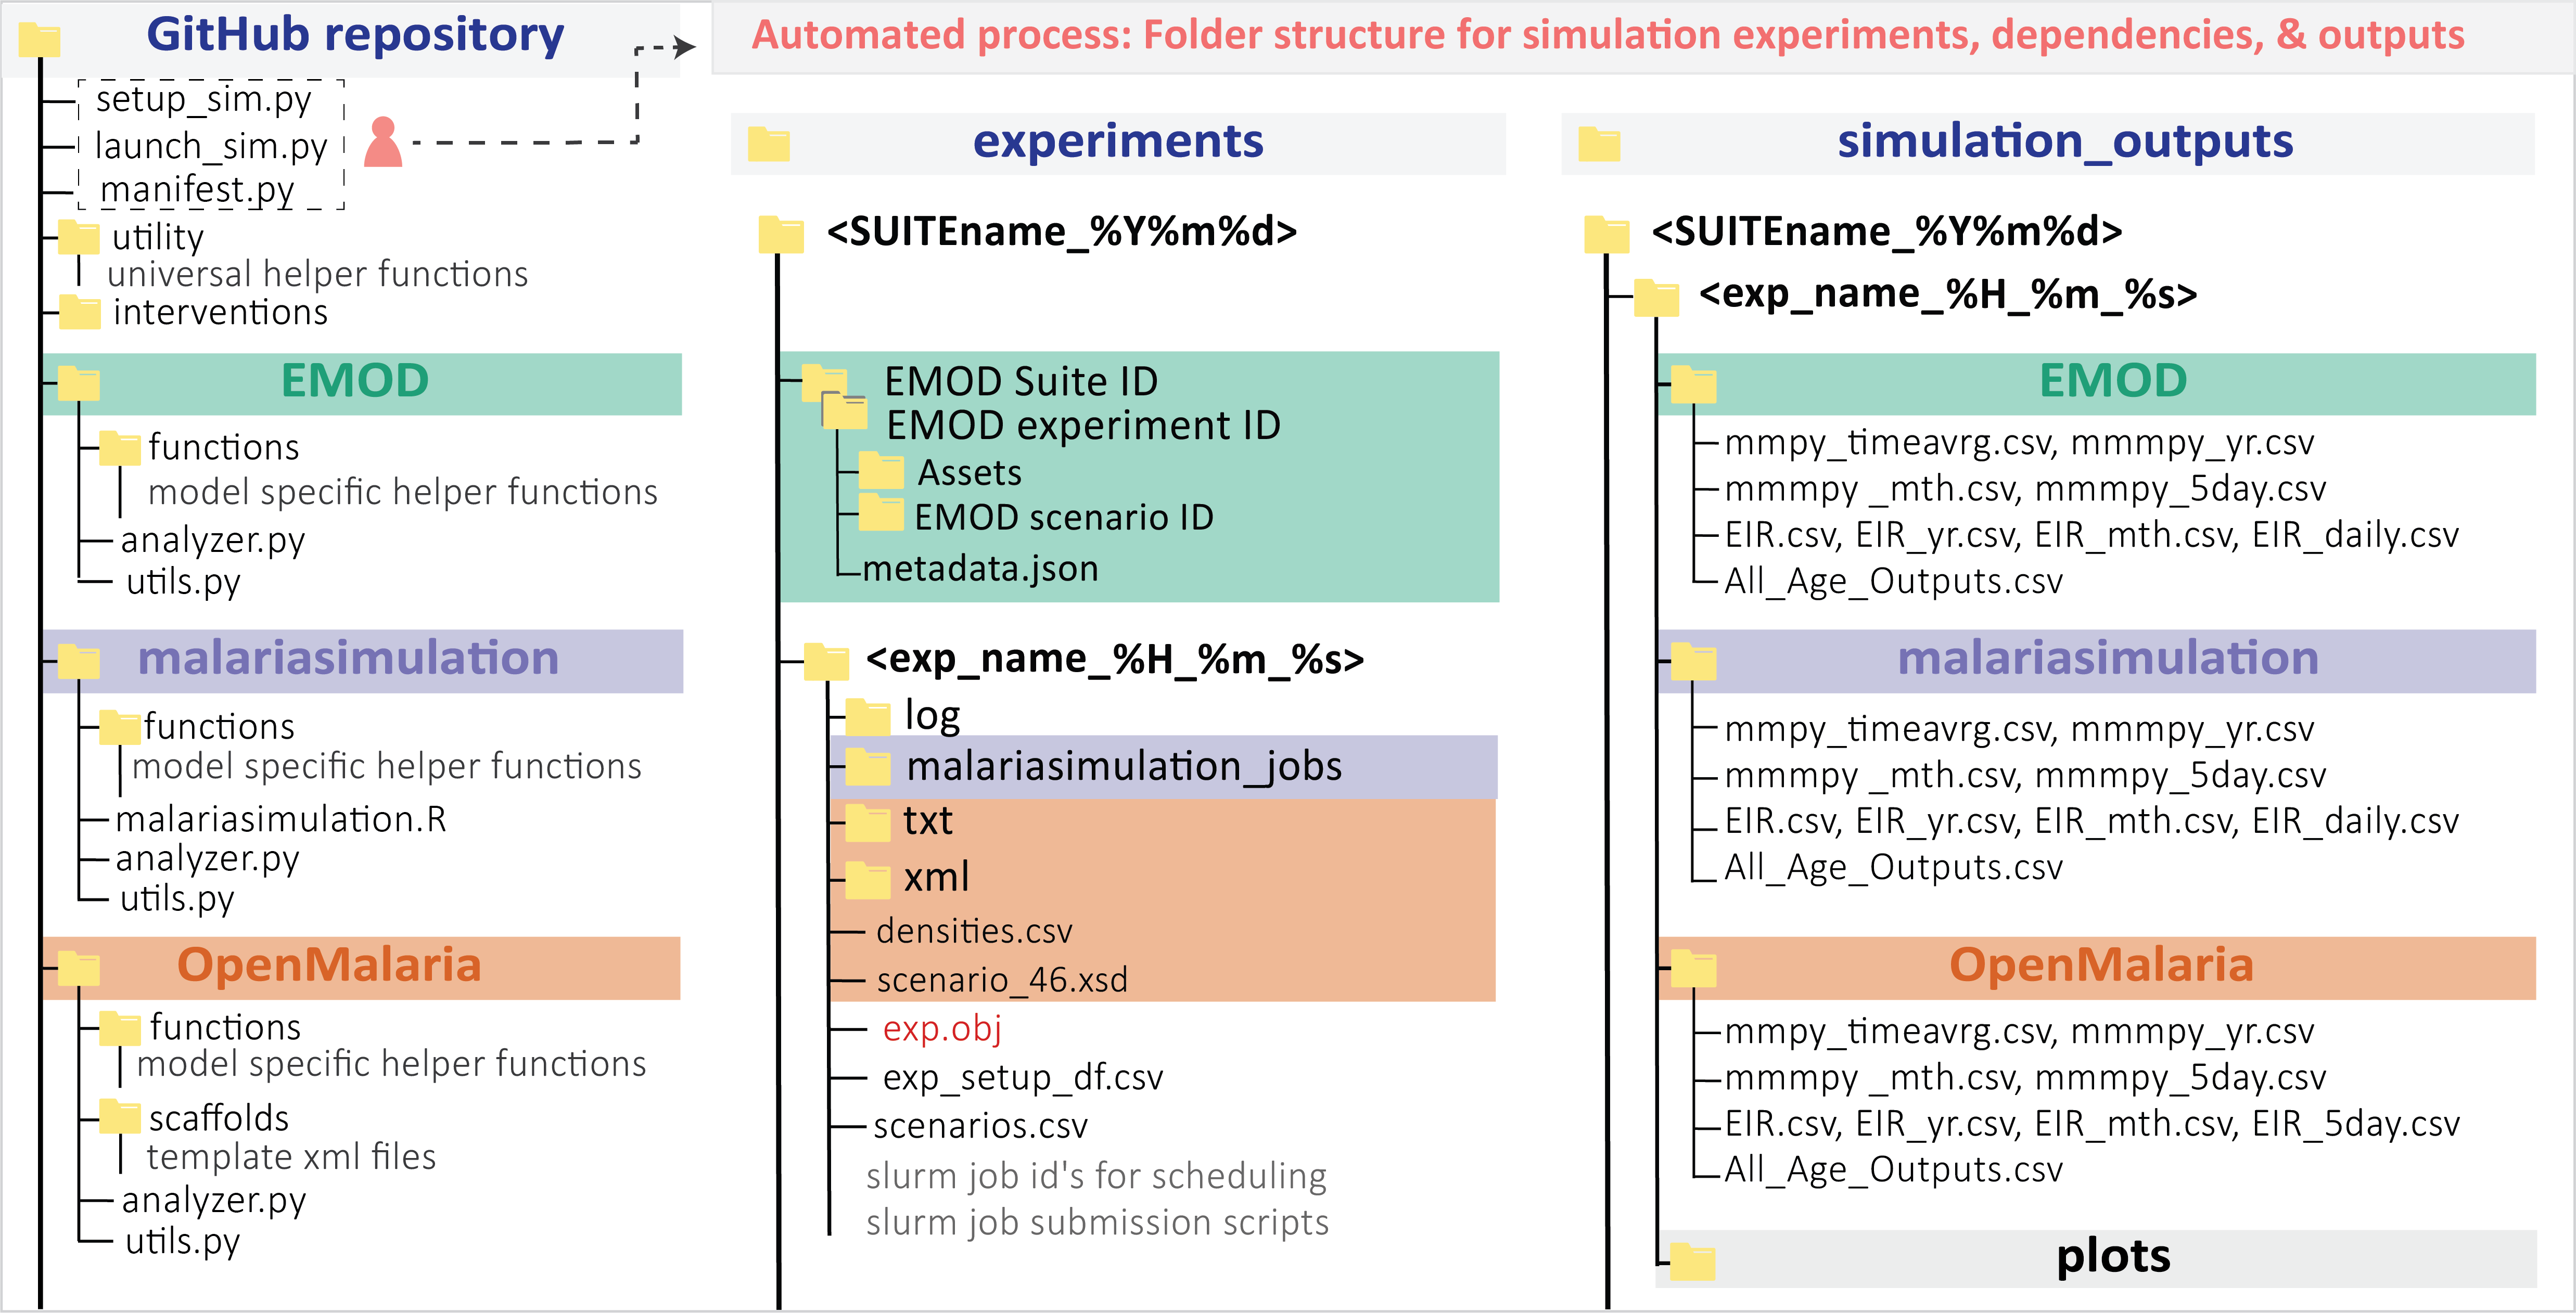 GitHub repository
setup_sim.py
launch_sim.py
manifest.py
utility
universal helper functions
interventions
EMOD
functions
model specific helper functions
analyzer.py
utils.py
malariasimulation
functions
model specific helper functions
malariasimulation.R
analyzer.py
utils.py
OpenMalaria
functions
model specific helper functions
scaffolds
template xml files
analyzer.py
utils.py
Automated process: Folder structure for simulation experiments, dependencies, & outputs
experiments
<SUITEname_%Y%m%d>
EMOD Suite ID
EMOD experiment ID
Assets
EMOD scenario ID
metadata.json
<exp_name_%H_%m_%s>
log
malariasimulation_jobs
txt
xml
densities.csv
scenario_46.xsd
exp.obj
exp_setup_df.csv
scenarios.csv
slurm job id's for scheduling
slurm job submission scripts
simulation_outputs
<SUITEname_%Y%m%d>
<exp_name_%H_%m_%s>
EMOD
mmpy_timeavrg.csv, mmmpy_yr.csv
mmmpy _mth.csv, mmmpy_5day.csv
EIR.csv, EIR_yr.csv, EIR_mth.csv, EIR_daily.csv
All_Age_Outputs.csv
malariasimulation
mmpy_timeavrg.csv, mmmpy_yr.csv
mmmpy _mth.csv, mmmpy_5day.csv
EIR.csv, EIR_yr.csv, EIR_mth.csv, EIR_daily.csv
All_Age_Outputs.csv
OpenMalaria
mmpy_timeavrg.csv, mmmpy_yr.csv
mmmpy _mth.csv, mmmpy_5day.csv
EIR.csv, EIR_yr.csv, EIR_mth.csv, EIR_5day.csv
All_Age_Outputs.csv
plots